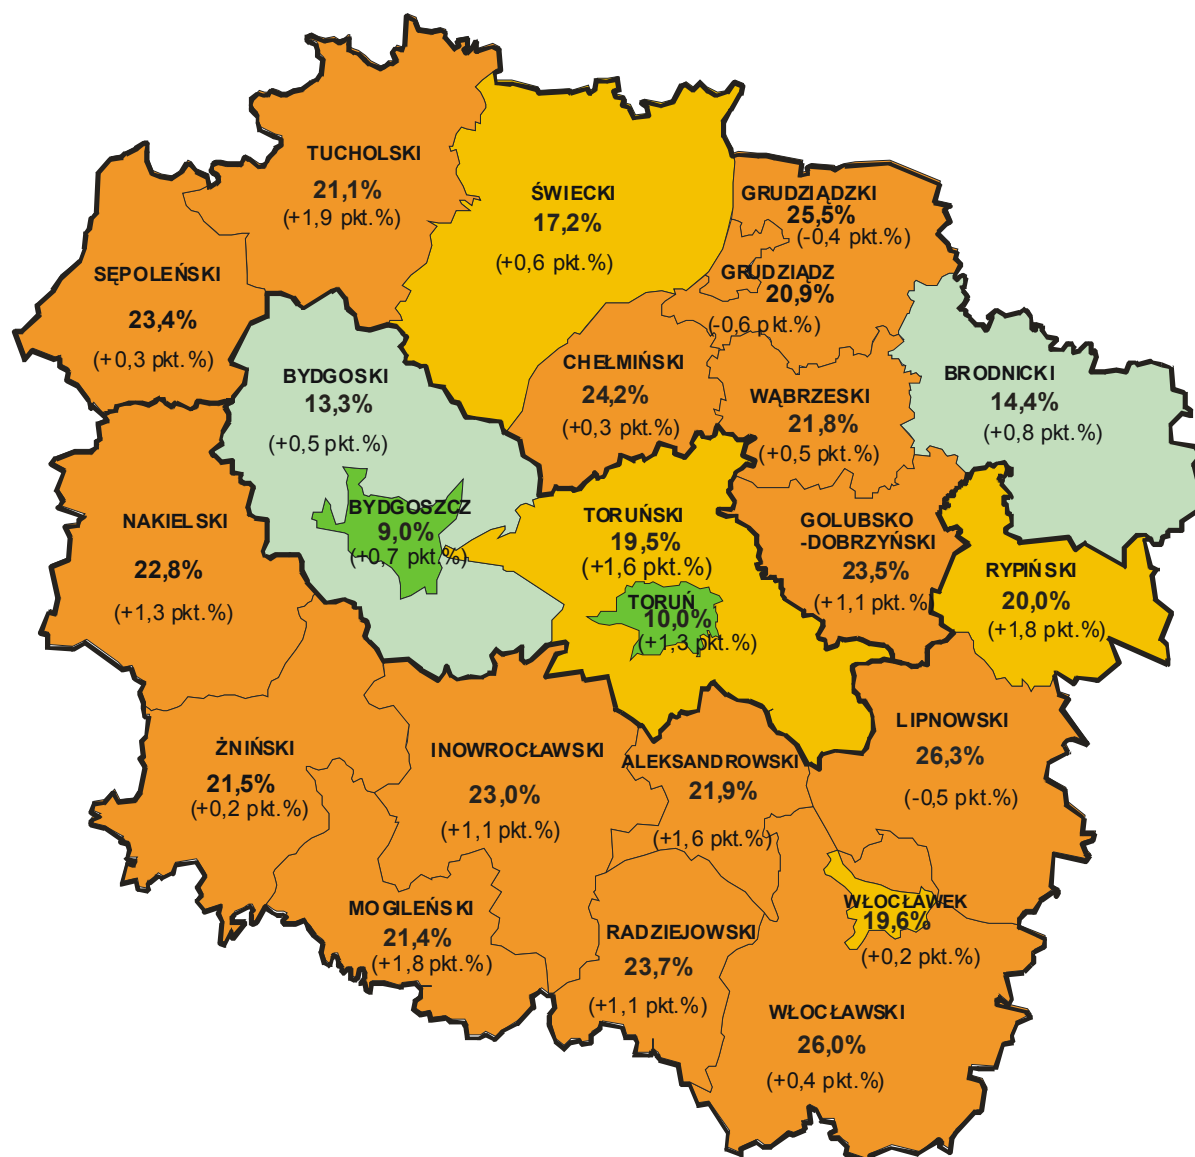 TUCHOLSKI
21,1%
(+1,9 pkt.%)
ŚWIECKI
17,2%
(+0,6 pkt.%)
GRUDZIĄDZKI
25,5%
(-0,4 pkt.%)
GRUDZIĄDZ
20,9%
(-0,6 pkt.%)
SĘPOLEŃSKI
23,4%
(+0,3 pkt.%)
BYDGOSKI
13,3%
(+0,5 pkt.%)
CHEŁMIŃSKI
24,2%
(+0,3 pkt.%)
WĄBRZESKI
21,8%
(+0,5 pkt.%)
BRODNICKI
14,4%
(+0,8 pkt.%)
NAKIELSKI
22,8%
(+1,3 pkt.%)
BYDGOSZCZ
9,0%
(+0,7 pkt.%)
TORUŃSKI
19,5%
(+1,6 pkt.%)
TORUŃ
10,0%
(+1,3 pkt.%)
GOLUBSKO
-DOBRZYŃSKI
23,5%
(+1,1 pkt.%)
RYPIŃSKI
20,0%
(+1,8 pkt.%)
ŻNIŃSKI
21,5%
(+0,2 pkt.%)
INOWROCŁAWSKI
23,0%
(+1,1 pkt.%)
ALEKSANDROWSKI
21,9%
(+1,6 pkt.%)
LIPNOWSKI
26,3%
(-0,5 pkt.%)
MOGILEŃSKI
21,4%
(+1,8 pkt.%)
RADZIEJOWSKI
23,7%
(+1,1 pkt.%)
WŁOCŁAWEK
19,6%
(+0,2 pkt.%)
WŁOCŁAWSKI
26,0%
(+0,4 pkt.%)